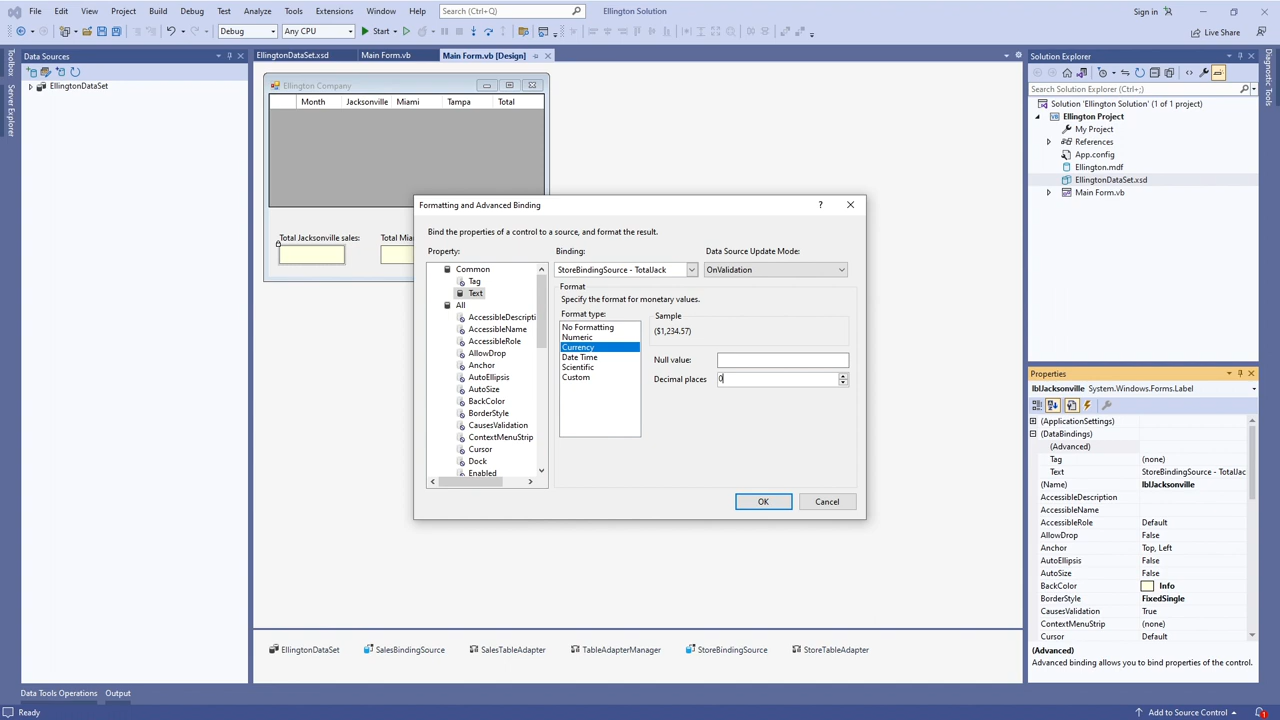 File Edit View Project Build Debug Test Analyze Tools Extensions Window Help Search (Ctrl+Q) Ellington Solution Sign in
Debug Any CPU Start Live Share
Toolbox
Server Explorer
Data Sources
EllingtonDataSet
EllingtonDataSet.xsd Main Form.vb Main Form.vb [Design]
Ellington Company
Month Jacksonville Miami Tampa Total
Total Jacksonville sales: Total Mia
Formatting and Advanced Binding
Bind the properties of a control to a source, and format the result.
Property:
Common
Tag
Text
All
AccessibleDescripti
AccessibleName
AccessibleRole
AllowDrop
Anchor
AutoEllipsis
AutoSize
BackColor
BorderStyle
CausesValidation
ContextMenuStrip
Cursor
Dock
Enabled
Binding:
StoreBindingSource - TotalJack
Data Source Update Mode:
OnValidation
Format
Specify the format for monetary values.
Format type:
No Formatting
Numeric
Currency
Date Time
Scientific
Custom
Sample
($1,234.57)
Null value:
Decimal places 0
OK Cancel
EllingtonDataSet SalesBindingSource SalesTableAdapter TableAdapterManager StoreBindingSource StoreTableAdapter
Solution Explorer
Search Solution Explorer (Ctrl+;)
Solution 'Ellington Solution' (1 of 1 project)
VB Ellington Project
My Project
References
App.config
Ellington.mdf
EllingtonDataSet.xsd
Main Form.vb
Diagnostic Tools
Properties
lblJacksonville System.Windows.Forms.Label
(ApplicationSettings)
(DataBindings)
(Advanced)
Tag (none)
Text StoreBindingSource - TotalJac
(Name) lblJacksonville
AccessibleDescription
AccessibleName
AccessibleRole Default
AllowDrop False
Anchor Top, Left
AutoEllipsis False
AutoSize False
BackColor Info
BorderStyle FixedSingle
CausesValidation True
ContextMenuStrip (none)
Cursor Default
(Advanced)
Advanced binding allows you to bind properties of the control.
Data Tools Operations Output
Ready Add to Source Control 1